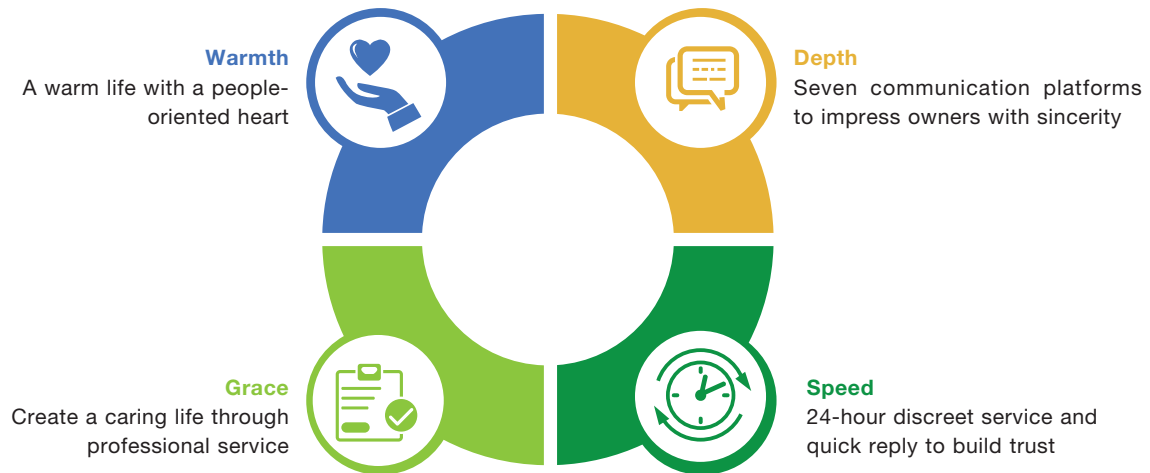 Warmth
A warm life with a people-
oriented heart
Depth
Seven communication platforms
to impress owners with sincerity
Grace
Create a caring life through
professional service
Speed
24-hour discreet service and
quick reply to build trust